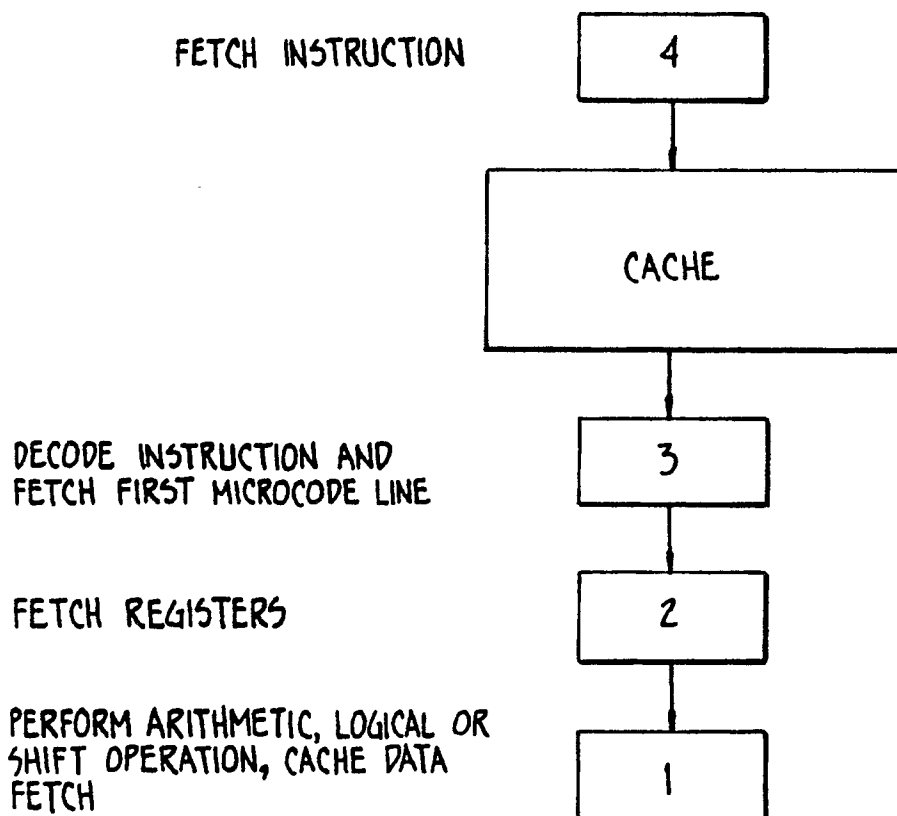 FETCH INSTRUCTION
4
CACHE
DECODE INSTRUCTION AND
FETCH FIRST MICROCODE LINE
3
FETCH REGISTERS
2
PERFORM ARITHMETIC, LOGICAL OR
SHIFT OPERATION, CACHE DATA
FETCH
1